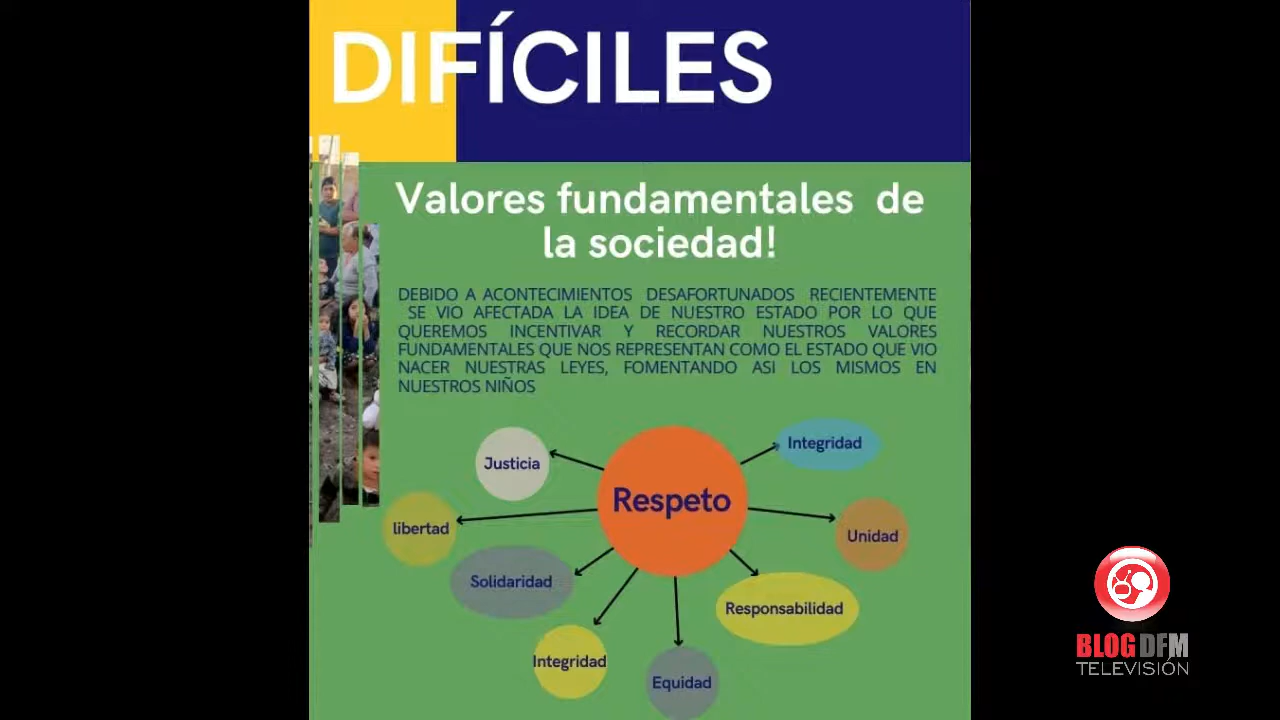 DIFÍCILES
Valores fundamentales de
la sociedad!
DEBIDO A ACONTECIMIENTOS DESAFORTUNADOS RECIENTEMENTE
SE VIO AFECTADA LA IDEA DE NUESTRO ESTADO POR LO QUE
QUEREMOS INCENTIVAR Y RECORDAR NUESTROS VALORES
FUNDAMENTALES QUE NOS REPRESENTAN COMO EL ESTADO QUE VIO
NACER NUESTRAS LEYES, FOMENTANDO ASI LOS MISMOS EN
NUESTROS NIÑOS
Integridad
Justicia
Respeto
libertad
Unidad
Solidaridad
Responsabilidad
Integridad
Equidad
BLOG DFM
TELEVISIÓN